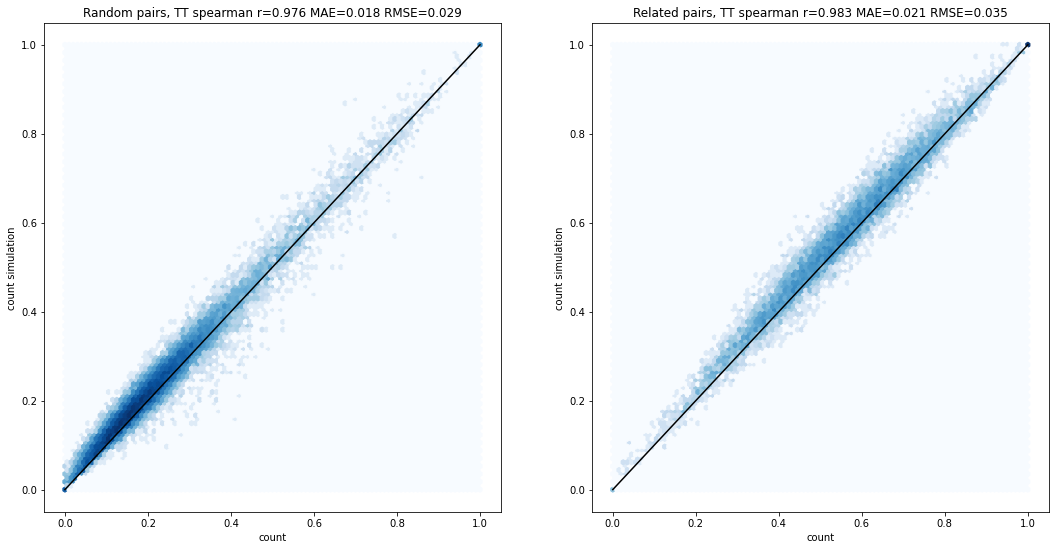 Random pairs, TT spearman r=0.976 MAE=0.018 RMSE=0.029
1.0
0.8
0.6
0.4
0.2
0.0
count simulation
0.0 0.2 0.4 0.6 0.8 1.0
count
Related pairs, TT spearman r=0.983 MAE=0.021 RMSE=0.035
1.0
0.8
0.6
0.4
0.2
0.0
count simulation
0.0 0.2 0.4 0.6 0.8 1.0
count